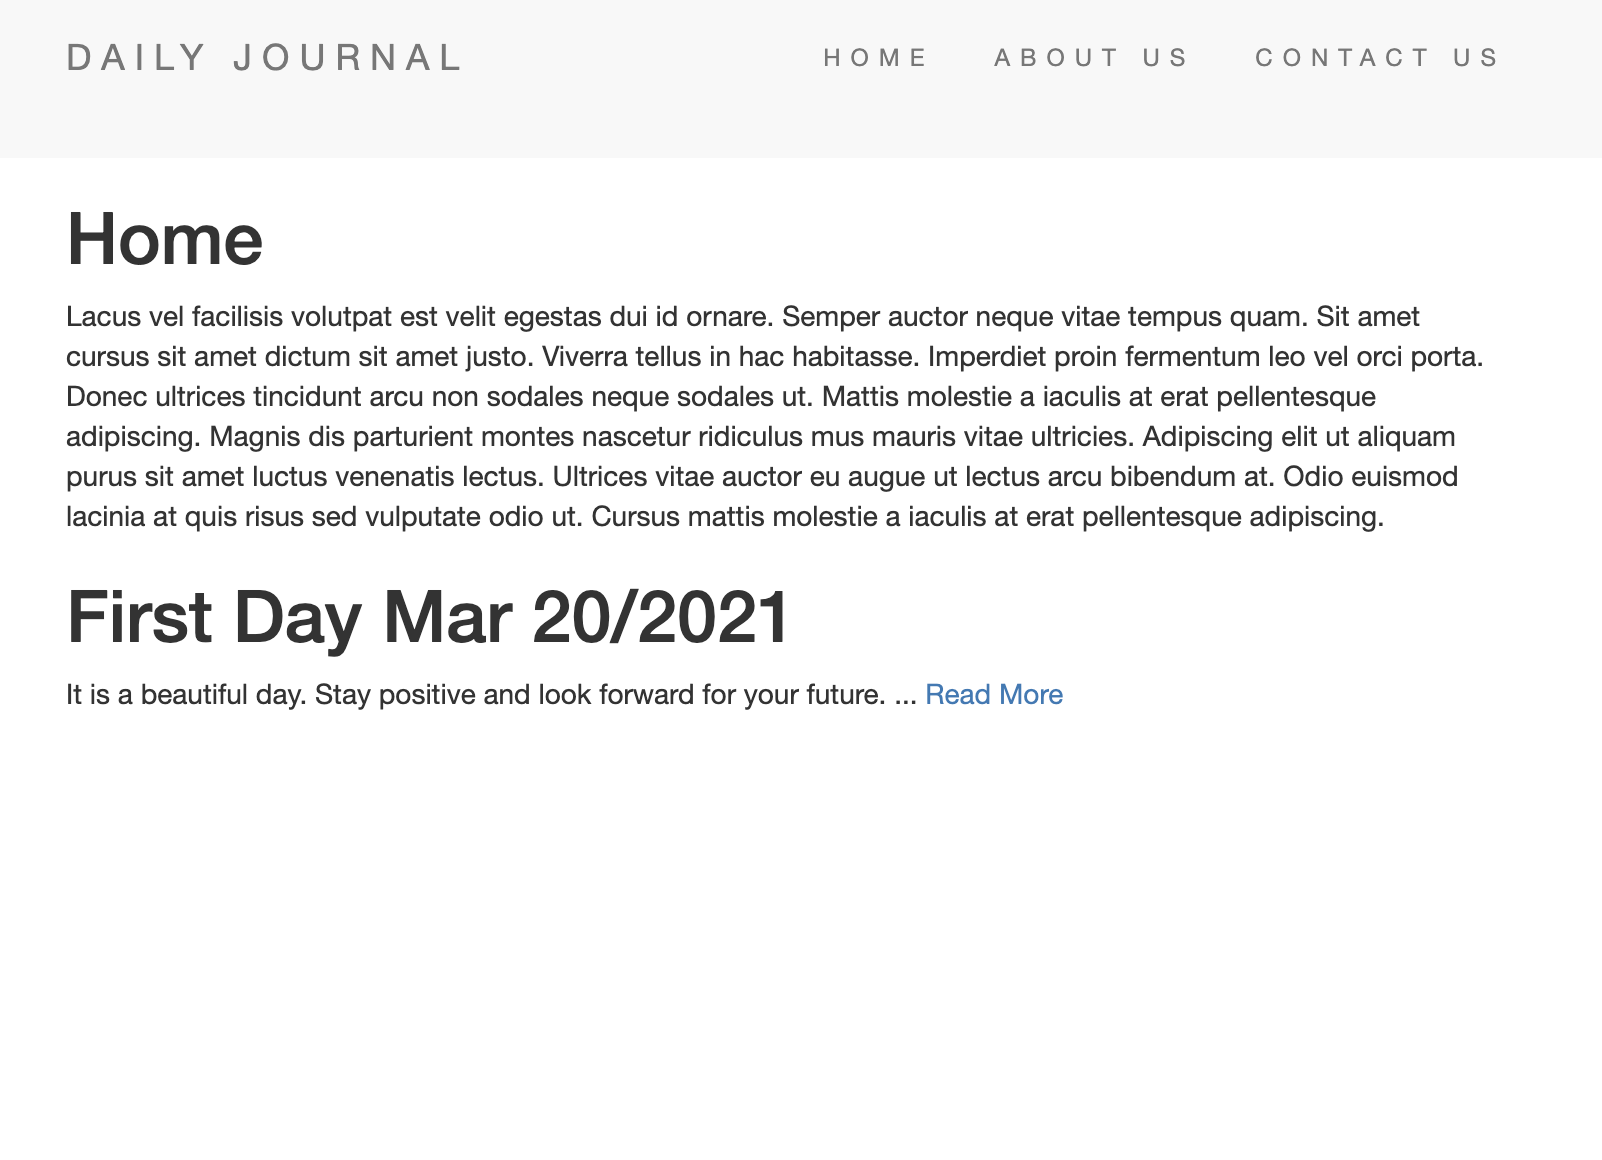 DAILY JOURNAL
HOME ABOUT US CONTACT US
Home
Lacus vel facilisis volutpat est velit egestas dui id ornare. Semper auctor neque vitae tempus quam. Sit amet
cursus sit amet dictum sit amet justo. Viverra tellus in hac habitasse. Imperdiet proin fermentum leo vel orci porta.
Donec ultrices tincidunt arcu non sodales neque sodales ut. Mattis molestie a iaculis at erat pellentesque
adipiscing. Magnis dis parturient montes nascetur ridiculus mus mauris vitae ultricies. Adipiscing elit ut aliquam
purus sit amet luctus venenatis lectus. Ultrices vitae auctor eu augue ut lectus arcu bibendum at. Odio euismod
lacinia at quis risus sed vulputate odio ut. Cursus mattis molestie a iaculis at erat pellentesque adipiscing.
First Day Mar 20/2021
It is a beautiful day. Stay positive and look forward for your future. ... Read More